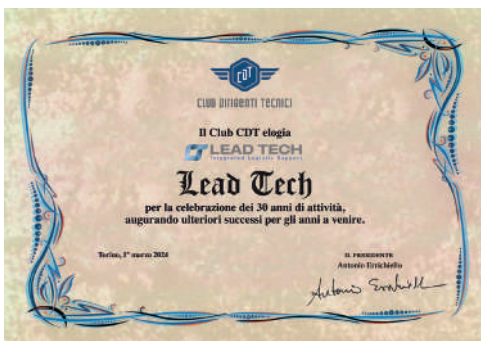 CDT
CLUB DIRIGENTI TECNICI
Il Club CDT elogia
LEAD TECH
Integrated Logistic Support
Lead Tech
per la celebrazione dei 30 anni di attività,
augurando ulteriori successi per gli anni a venire.
Torino, 1° marzo 2024
IL PRESIDENTE
Antonio Errichiello
Antonio Errichiello